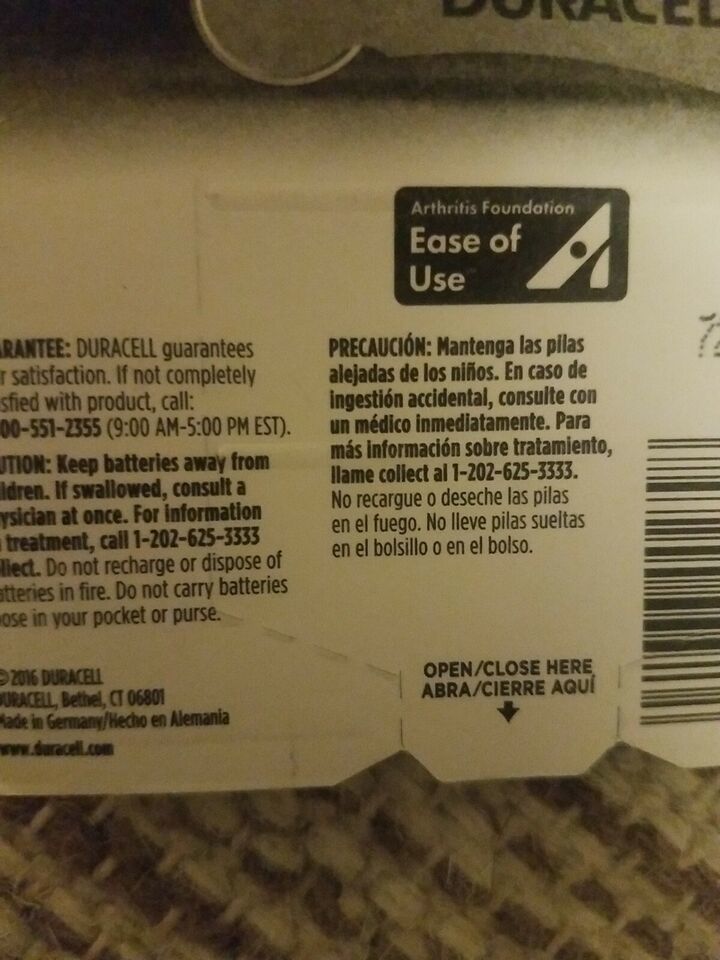 DURACELL
Arthritis Foundation
Ease of
Use
RANTEE: DURACELL guarantees
r satisfaction. If not completely
sfied with product, call:
00-551-2355 (9:00 AM-5:00 PM EST).
UTION: Keep batteries away from
ldren. If swallowed, consult a
ysician at once. For information
treatment, call 1-202-625-3333
llect. Do not recharge or dispose of
atteries in fire. Do not carry batteries
ose in your pocket or purse.
©2016 DURACELL
DURACELL, Bethel, CT 06801
Made in Germany/Hecho en Alemania
www.duracell.com
PRECAUCIÓN: Mantenga las pilas
alejadas de los niños. En caso de
ingestión accidental, consulte con
un médico inmediatamente. Para
más información sobre tratamiento,
llame collect al 1-202-625-3333.
No recargue o deseche las pilas
en el fuego. No lleve pilas sueltas
en el bolsillo o en el bolso.
OPEN/CLOSE HERE
ABRA/CIERRE AQUÍ